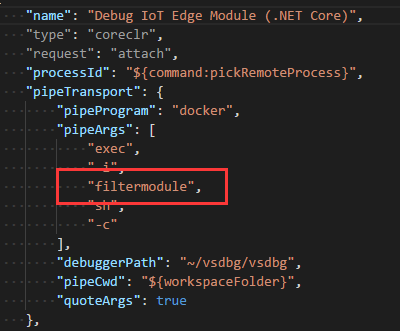 "name": "Debug IoT Edge Module (.NET Core)",
"type": "coreclr",
"request": "attach",
"processId": "${command:pickRemoteProcess}",
"pipeTransport": {
"pipeProgram": "docker",
"pipeArgs": [
"exec",
"-i",
"filtermodule",
"sh",
"-c"
],
"debuggerPath": "~/vsdbg/vsdbg",
"pipeCwd": "${workspaceFolder}",
"quoteArgs": true
},